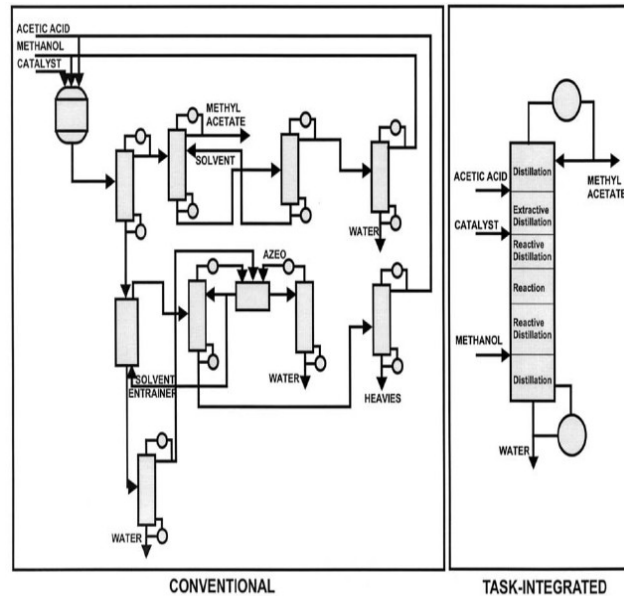 ACETIC ACID
METHANOL
CATALYST
METHYL
ACETATE
SOLVENT
WATER
AZEO
SOLVENT
ENTRAINER
WATER
HEAVIES
WATER
CONVENTIONAL
Distillation
ACETIC ACID
METHYL
ACETATE
Extractive
Distillation
CATALYST
Reactive
Distillation
Reaction
METHANOL
Reactive
Distillation
Distillation
WATER
TASK-INTEGRATED